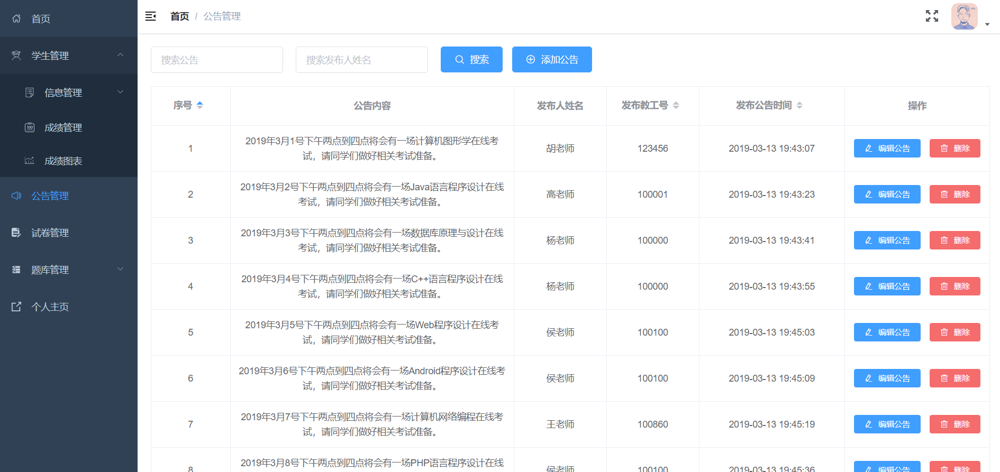 首页
学生管理
信息管理
成绩管理
成绩图表
公告管理
试卷管理
题库管理
个人主页
首页 / 公告管理
搜索公告 搜索发布人姓名 搜索 添加公告
序号 公告内容 发布人姓名 发布教工号 发布公告时间 操作
1 2019年3月1号下午两点到四点将会有一场计算机图形学在线考
试，请同学们做好相关考试准备。 胡老师 123456 2019-03-13 19:43:07 编辑公告 删除
2 2019年3月2号下午两点到四点将会有一场Java语言程序设计在线
考试，请同学们做好相关考试准备。 高老师 100001 2019-03-13 19:43:23 编辑公告 删除
3 2019年3月3号下午两点到四点将会有一场数据库原理与设计在线
考试，请同学们做好相关考试准备。 杨老师 100000 2019-03-13 19:43:41 编辑公告 删除
4 2019年3月4号下午两点到四点将会有一场C++语言程序设计在线
考试，请同学们做好相关考试准备。 杨老师 100000 2019-03-13 19:43:55 编辑公告 删除
5 2019年3月5号下午两点到四点将会有一场Web程序设计在线考
试，请同学们做好相关考试准备。 侯老师 100100 2019-03-13 19:45:03 编辑公告 删除
6 2019年3月6号下午两点到四点将会有一场Android程序设计在线考
试，请同学们做好相关考试准备。 侯老师 100100 2019-03-13 19:45:09 编辑公告 删除
7 2019年3月7号下午两点到四点将会有一场计算机网络编程在线考
试，请同学们做好相关考试准备。 王老师 100860 2019-03-13 19:45:19 编辑公告 删除
8 2019年3月8号下午两点到四点将会有一场PHP语言程序设计在线
侯老师 100100 2019-03-13 19:45:36 编辑公告 删除